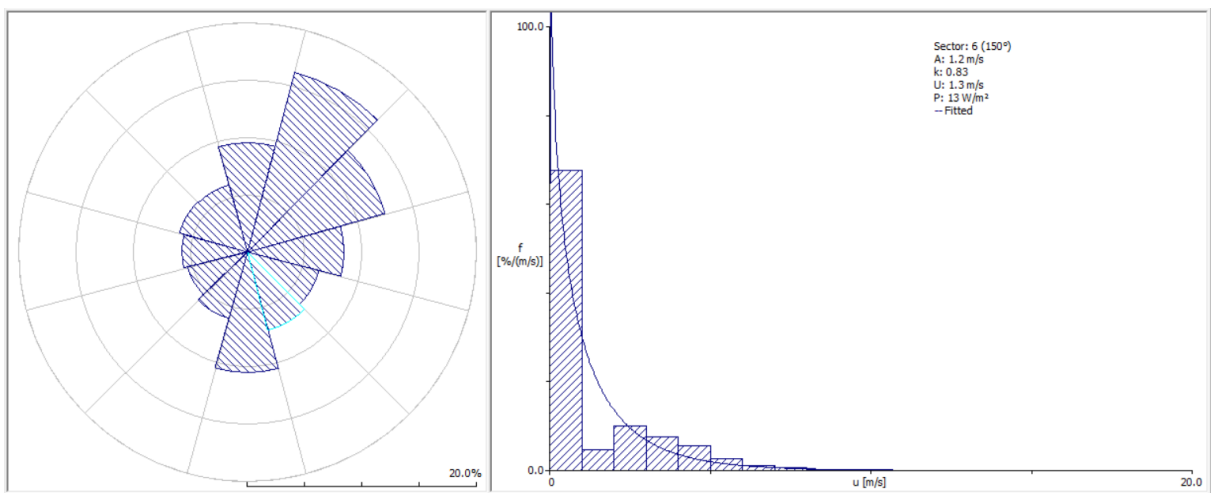 20.0%
100.0
f
[%/(m/s)]
0.0
0
u [m/s]
20.0
Sector: 6 (150°)
A: 1.2 m/s
k: 0.83
U: 1.3 m/s
P: 13 W/m²
— Fitted